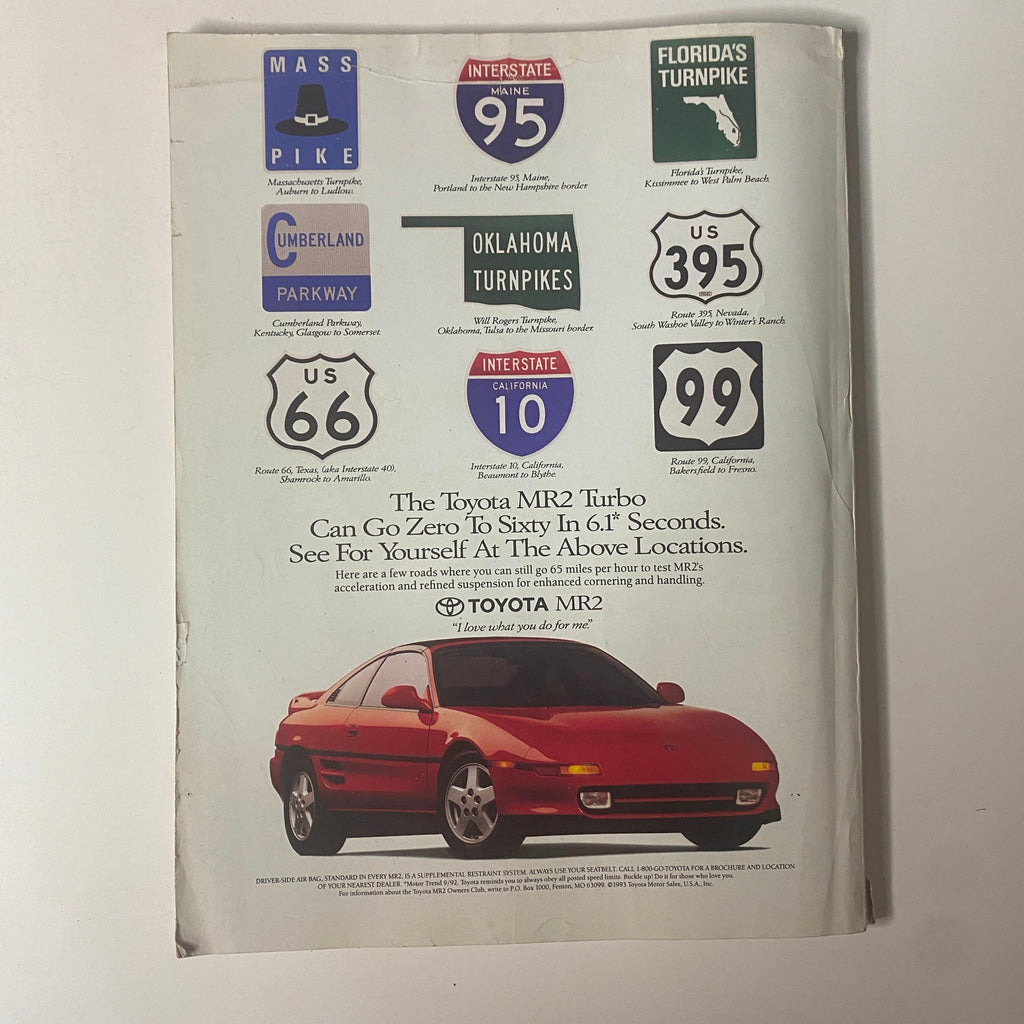 MASS
PIKE
Massachusetts Turnpike,
Auburn to Ludlow.
INTERSTATE
MAINE
95
Interstate 95, Maine,
Portland to the New Hampshire border.
FLORIDA'S
TURNPIKE
Florida's Turnpike,
Kissimmee to West Palm Beach.
CUMBERLAND
PARKWAY
Cumberland Parkway,
Kentucky, Glasgow to Somerset.
OKLAHOMA
TURNPIKES
Will Rogers Turnpike,
Oklahoma, Tulsa to the Missouri border.
US
395
Route 395, Nevada,
South Washoe Valley to Winter's Ranch.
US
66
Route 66, Texas, (aka Interstate 40),
Shamrock to Amarillo.
INTERSTATE
CALIFORNIA
10
Interstate 10, California,
Beaumont to Blythe.
99
Route 99, California,
Bakersfield to Fresno.
The Toyota MR2 Turbo
Can Go Zero To Sixty In 6.1* Seconds.
See For Yourself At The Above Locations.
Here are a few roads where you can still go 65 miles per hour to test MR2's
acceleration and refined suspension for enhanced cornering and handling.
TOYOTA MR2
"I love what you do for me."
DRIVER-SIDE AIR BAG, STANDARD IN EVERY MR2, IS A SUPPLEMENTAL RESTRAINT SYSTEM. ALWAYS USE YOUR SEATBELT. CALL 1-800-GO-TOYOTA FOR A BROCHURE AND LOCATION
OF YOUR NEAREST DEALER. *Motor Trend 9/92. Toyota reminds you to always obey all posted speed limits. Buckle up! Do it for those who love you.
For information about the Toyota MR2 Owners Club, write to P.O. Box 1000, Fenton, MO 63099. ©1993 Toyota Motor Sales, U.S.A., Inc.